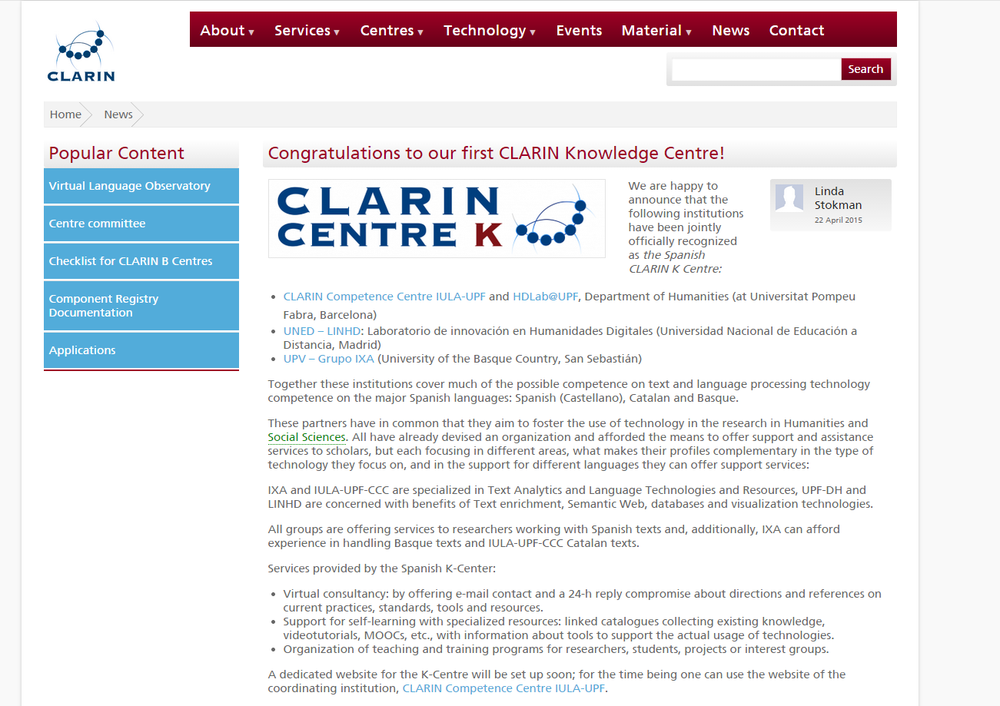 About ▾ Services ▾ Centres ▾ Technology ▾ Events Material ▾ News Contact
CLARIN
Search
Home News
Popular Content
Virtual Language Observatory
Centre committee
Checklist for CLARIN B Centres
Component Registry
Documentation
Applications
Congratulations to our first CLARIN Knowledge Centre!
CLARIN
CENTRE K
We are happy to
announce that the
following institutions
have been jointly
officially recognized
as the Spanish
CLARIN K Centre:
Linda
Stokman
22 April 2015
• CLARIN Competence Centre IULA-UPF and HDLab@UPF, Department of Humanities (at Universitat Pompeu
Fabra, Barcelona)
• UNED – LINHD: Laboratorio de innovación en Humanidades Digitales (Universidad Nacional de Educación a
Distancia, Madrid)
• UPV – Grupo IXA (University of the Basque Country, San Sebastián)
Together these institutions cover much of the possible competence on text and language processing technology
competence on the major Spanish languages: Spanish (Castellano), Catalan and Basque.
These partners have in common that they aim to foster the use of technology in the research in Humanities and
Social Sciences. All have already devised an organization and afforded the means to offer support and assistance
services to scholars, but each focusing in different areas, what makes their profiles complementary in the type of
technology they focus on, and in the support for different languages they can offer support services:
IXA and IULA-UPF-CCC are specialized in Text Analytics and Language Technologies and Resources, UPF-DH and
LINHD are concerned with benefits of Text enrichment, Semantic Web, databases and visualization technologies.
All groups are offering services to researchers working with Spanish texts and, additionally, IXA can afford
experience in handling Basque texts and IULA-UPF-CCC Catalan texts.
Services provided by the Spanish K-Center:
• Virtual consultancy: by offering e-mail contact and a 24-h reply compromise about directions and references on
current practices, standards, tools and resources.
• Support for self-learning with specialized resources: linked catalogues collecting existing knowledge,
videotutorials, MOOCs, etc., with information about tools to support the actual usage of technologies.
• Organization of teaching and training programs for researchers, students, projects or interest groups.
A dedicated website for the K-Centre will be set up soon; for the time being one can use the website of the
coordinating institution, CLARIN Competence Centre IULA-UPF.